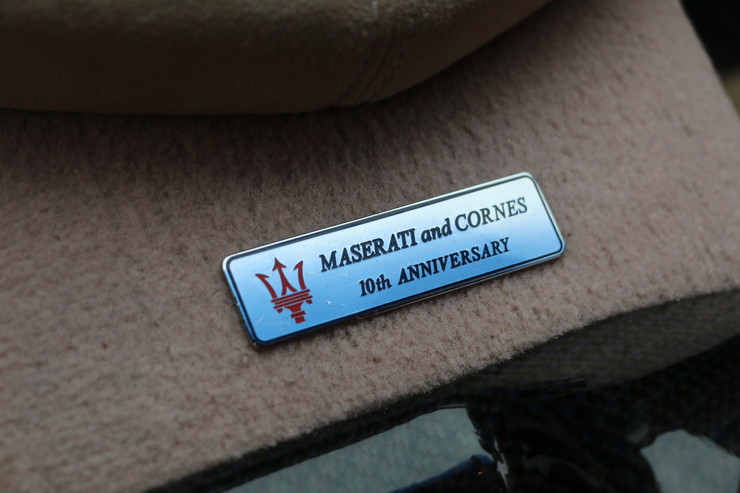 MASERATI and CORNES
10th ANNIVERSARY